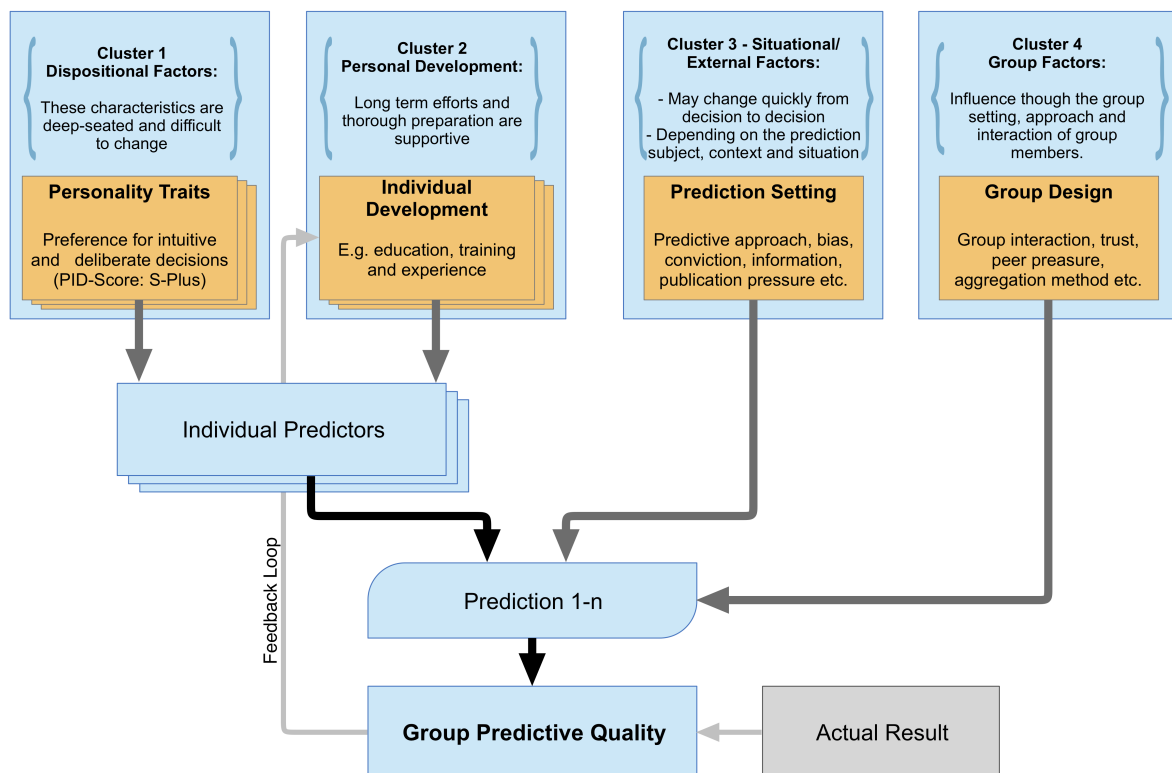 Cluster 1
Dispositional Factors:
These characteristics are
deep-seated and difficult
to change
Personality Traits
Preference for intuitive
and deliberate decisions
(PID-Score: S-Plus)
Cluster 2
Personal Development:
Long term efforts and
thorough preparation are
supportive
Individual
Development
E.g. education, training
and experience
Cluster 3 - Situational/
External Factors:
- May change quickly from
decision to decision
- Depending on the prediction
subject, context and situation
Prediction Setting
Predictive approach, bias,
conviction, information,
publication pressure etc.
Cluster 4
Group Factors:
Influence though the group
setting, approach and
interaction of group
members.
Group Design
Group interaction, trust,
peer preasure,
aggregation method etc.
Individual Predictors
Feedback Loop
Prediction 1-n
Group Predictive Quality
Actual Result